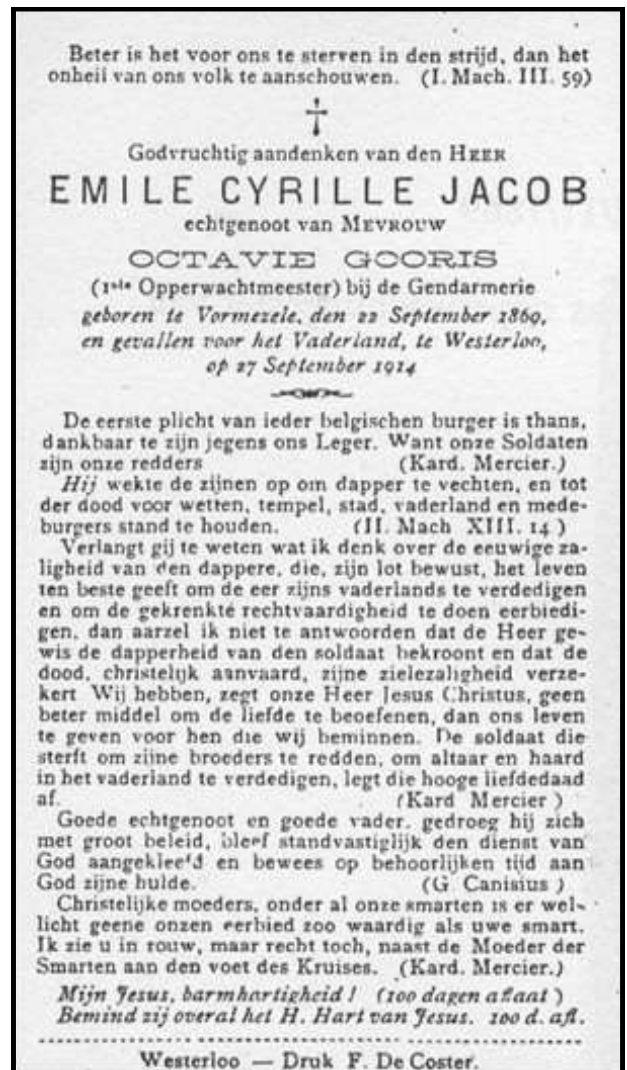 Beter is het voor ons te sterven in den strijd, dan het
onheil van ons volk te aanschouwen. (I. Mach. III. 59)
†
Godvruchtig aandenken van den HEER
EMILE CYRILLE JACOB
echtgenoot van MEVROUW
OCTAVIE GOORIS
(1ste Opperwachtmeester) bij de Gendarmerie
geboren te Vormezele, den 22 September 1869,
en gevallen voor het Vaderland, te Westerloo,
op 27 September 1914
De eerste plicht van ieder belgischen burger is thans,
dankbaar te zijn jegens ons Leger. Want onze Soldaten
zijn onze redders (Kard. Mercier.)
Hij wekte de zijnen op om dapper te vechten, en tot
der dood voor wetten, tempel, stad, vaderland en mede-
burgers stand te houden. (II. Mach XIII. 14)
Verlangt gij te weten wat ik denk over de eeuwige za-
ligheid van den dappere, die, zijn lot bewust, het leven
ten beste geeft om de eer zijns vaderlands te verdedigen
en om de gekrenkte rechtvaardigheid te doen eerbiedi-
gen, dan aarzel ik niet te antwoorden dat de Heer ge-
wis de dapperheid van den soldaat bekroont en dat de
dood, christelijk aanvaard, zijne zielezaligheid verze-
kert Wij hebben, zegt onze Heer Jesus Christus, geen
beter middel om de liefde te beoefenen, dan ons leven
te geven voor hen die wij beminnen. De soldaat die
sterft om zijne broeders te redden, om altaar en haard
in het vaderland te verdedigen, legt die hooge liefdedaad
af. (Kard Mercier)
Goede echtgenoot en goede vader, gedroeg hij zich
met groot beleid, bleef standvastiglijk den dienst van
God aangekleefd en bewees op behoorlijken tijd aan
God zijne hulde. (G. Canisius)
Christelijke moeders, onder al onze smarten is er wel-
licht geene onzen eerbied zoo waardig als uwe smart.
Ik zie u in rouw, maar recht toch, naast de Moeder der
Smarten aan den voet des Kruises. (Kard. Mercier.)
Mijn Jesus, barmhartigheid! (100 dagen aflaat)
Bemind zij overal het H. Hart van Jesus. 100 d. afl.
Westerloo — Druk F. De Coster.